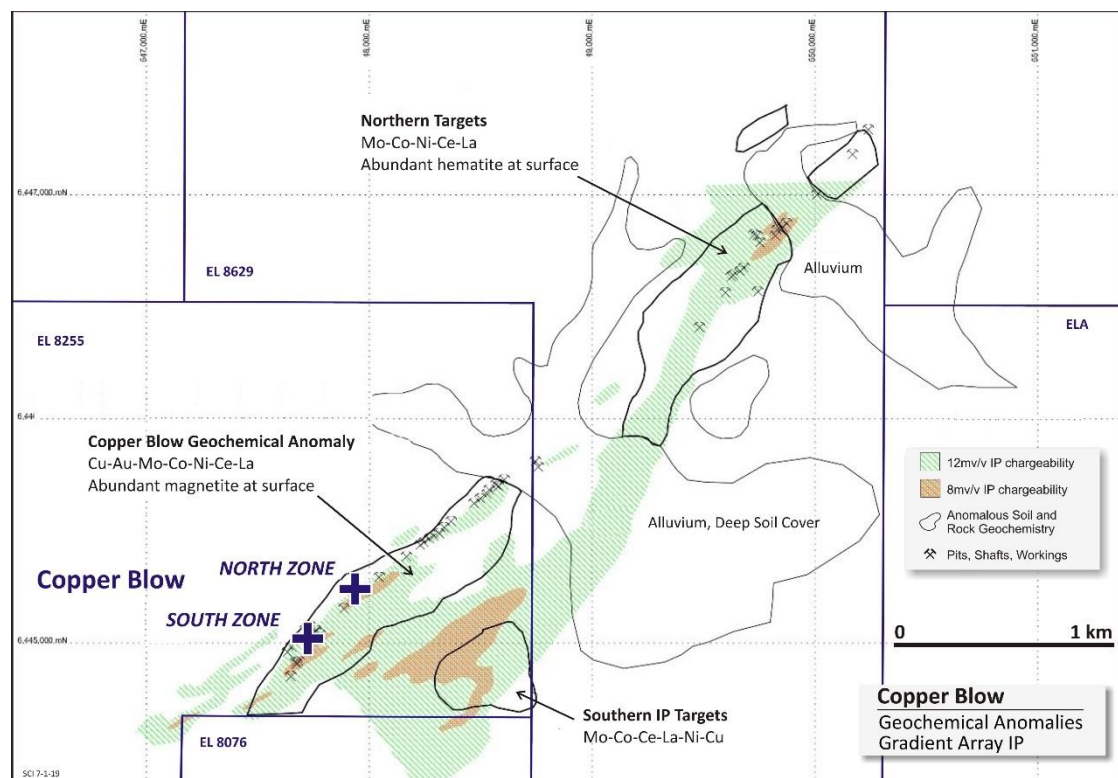 647,000.mE
48,000.mE
49,000.mE
650,000.mE
651,000.mE
Northern Targets
Mo-Co-Ni-Ce-La
Abundant hematite at surface
6,447,000.mN
Alluvium
EL 8629
ELA
EL 8255
6,44
Copper Blow Geochemical Anomaly
Cu-Au-Mo-Co-Ni-Ce-La
Abundant magnetite at surface
12mv/v IP chargeability
8mv/v IP chargeability
Anomalous Soil and
Rock Geochemistry
Pits, Shafts, Workings
Alluvium, Deep Soil Cover
Copper Blow
NORTH ZONE
SOUTH ZONE
6,445,000.mN
0 1 km
Southern IP Targets
Mo-Co-Ce-La-Ni-Cu
EL 8076
Copper Blow
Geochemical Anomalies
Gradient Array IP
SCI 7-1-19